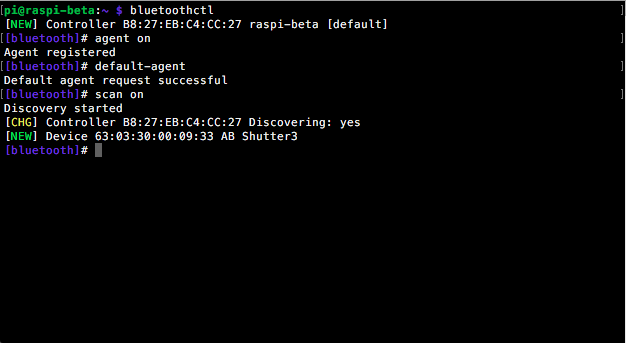 [pi@raspi-beta:~ $ bluetoothctl ]
[NEW] Controller B8:27:EB:C4:CC:27 raspi-beta [default]
[[bluetooth]# agent on ]
Agent registered
[[bluetooth]# default-agent ]
Default agent request successful
[[bluetooth]# scan on ]
Discovery started
[CHG] Controller B8:27:EB:C4:CC:27 Discovering: yes
[NEW] Device 63:03:30:00:09:33 AB Shutter3
[bluetooth]#